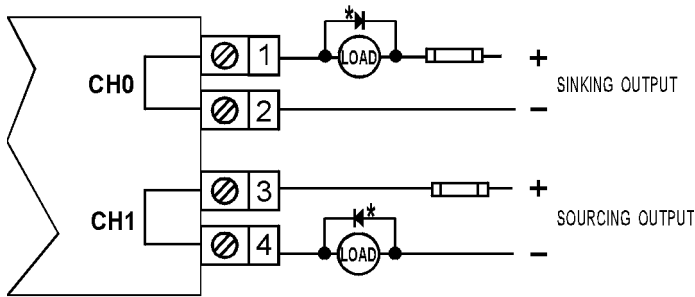 * LOAD
1 +
CH0 SINKING OUTPUT
2 −
3 +
CH1 SOURCING OUTPUT
* LOAD
4 −